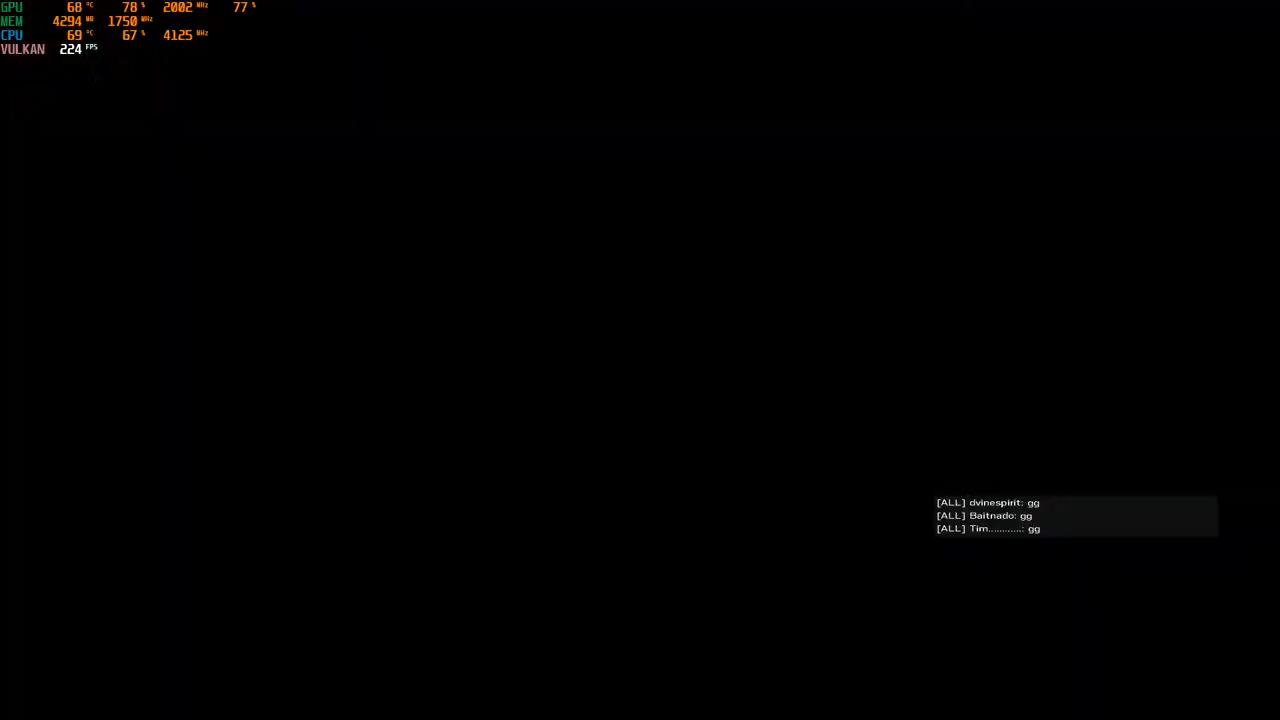 GPU 68 °C 78 % 2002 MHz 77 %
MEM 4294 MB 1750 MHz
CPU 69 °C 67 % 4125 MHz
VULKAN 224 FPS
[ALL] dvinespirit: gg
[ALL] Baitnado: gg
[ALL] Tim............: gg